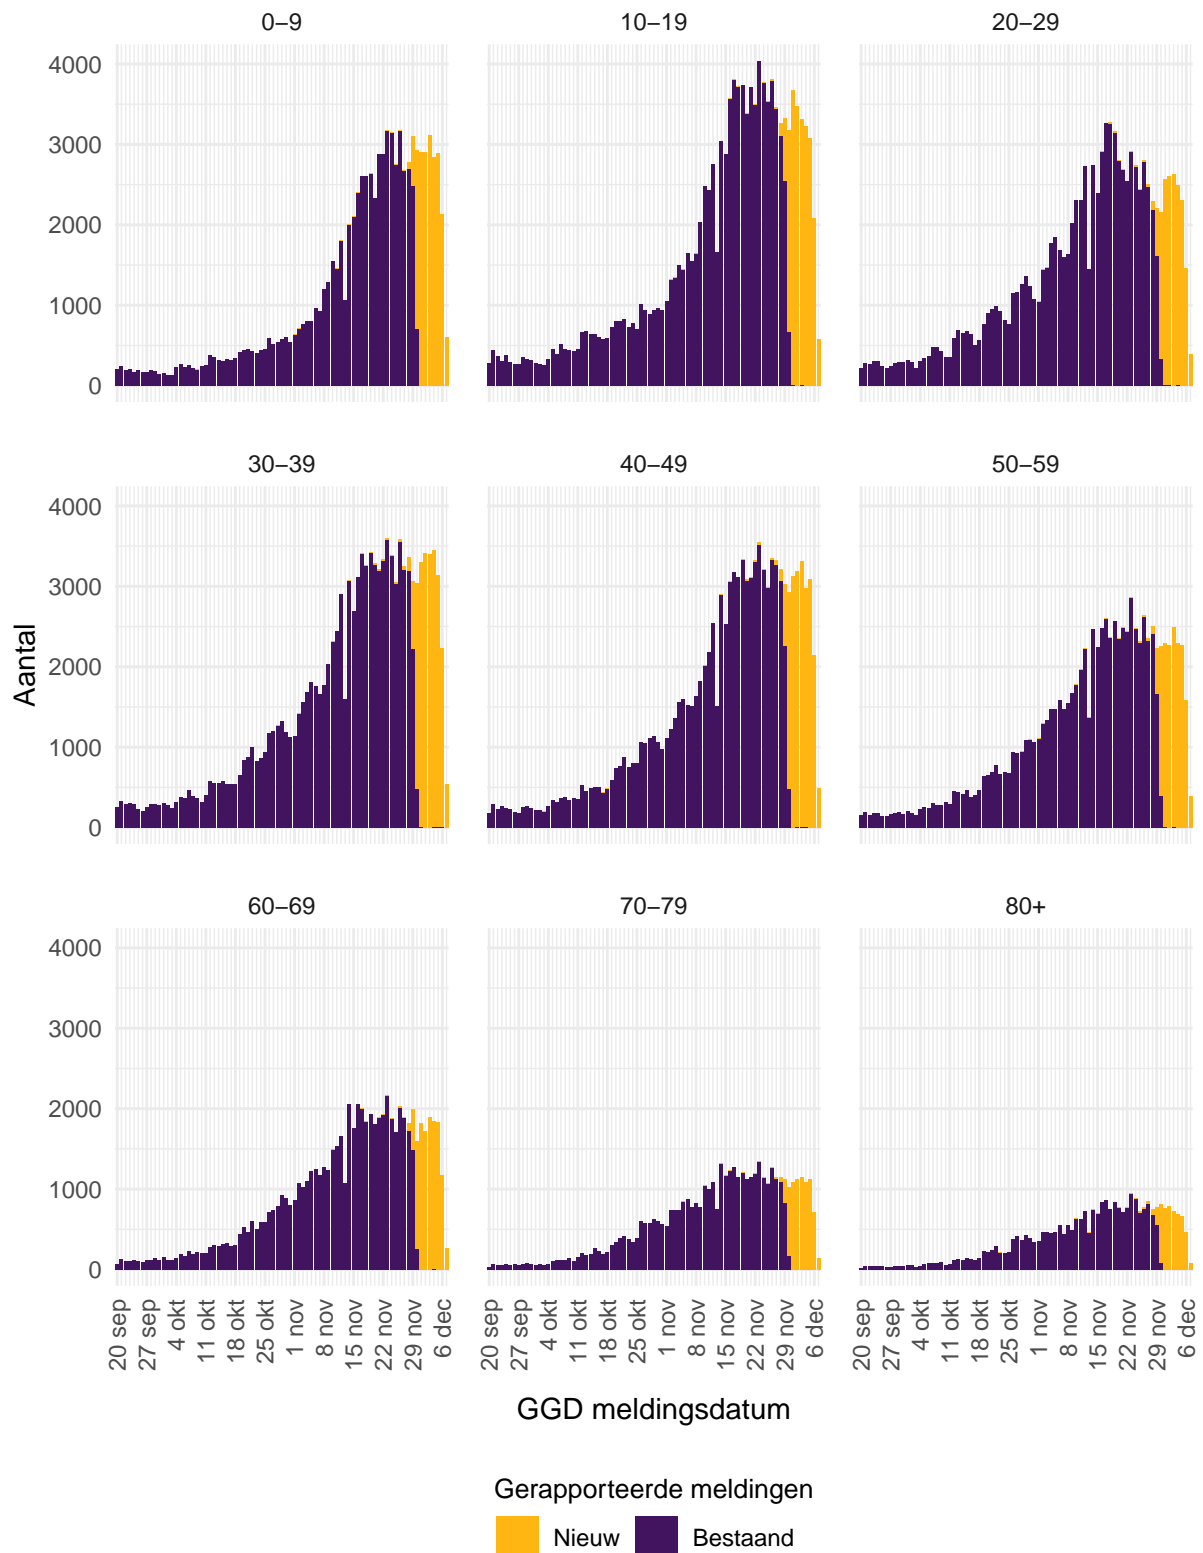 0–9 10–19 20–29
4000
3000
2000
1000
0
30–39 40–49 50–59
4000
3000
2000
1000
0
Aantal
60–69 70–79 80+
4000
3000
2000
1000
0
20 sep 27 sep 4 okt 11 okt 18 okt 25 okt 1 nov 8 nov 15 nov 22 nov 29 nov 6 dec 20 sep 27 sep 4 okt 11 okt 18 okt 25 okt 1 nov 8 nov 15 nov 22 nov 29 nov 6 dec 20 sep 27 sep 4 okt 11 okt 18 okt 25 okt 1 nov 8 nov 15 nov 22 nov 29 nov 6 dec
GGD meldingsdatum
Gerapporteerde meldingen
Nieuw Bestaand